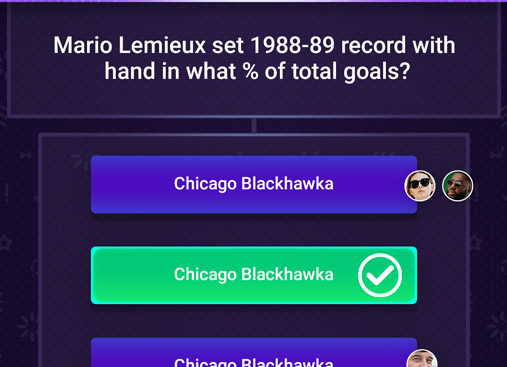 Mario Lemieux set 1988-89 record with
hand in what % of total goals?
Chicago Blackhawka
Chicago Blackhawka
Chicago Blackhawka